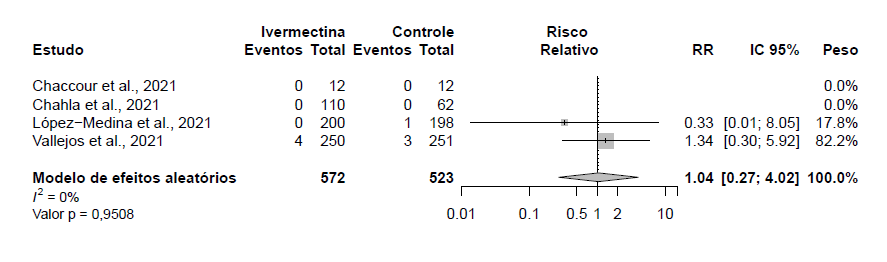 Ivermectina Controle Risco
Estudo Eventos Total Eventos Total Relativo RR IC 95% Peso
Chaccour et al., 2021 0 12 0 12 0.0%
Chahla et al., 2021 0 110 0 62 0.0%
López−Medina et al., 2021 0 200 1 198 0.33 [0.01; 8.05] 17.8%
Vallejos et al., 2021 4 250 3 251 1.34 [0.30; 5.92] 82.2%
Modelo de efeitos aleatórios 572 523 1.04 [0.27; 4.02] 100.0%
I² = 0%
Valor p = 0,9508
0.01 0.1 0.5 1 2 10